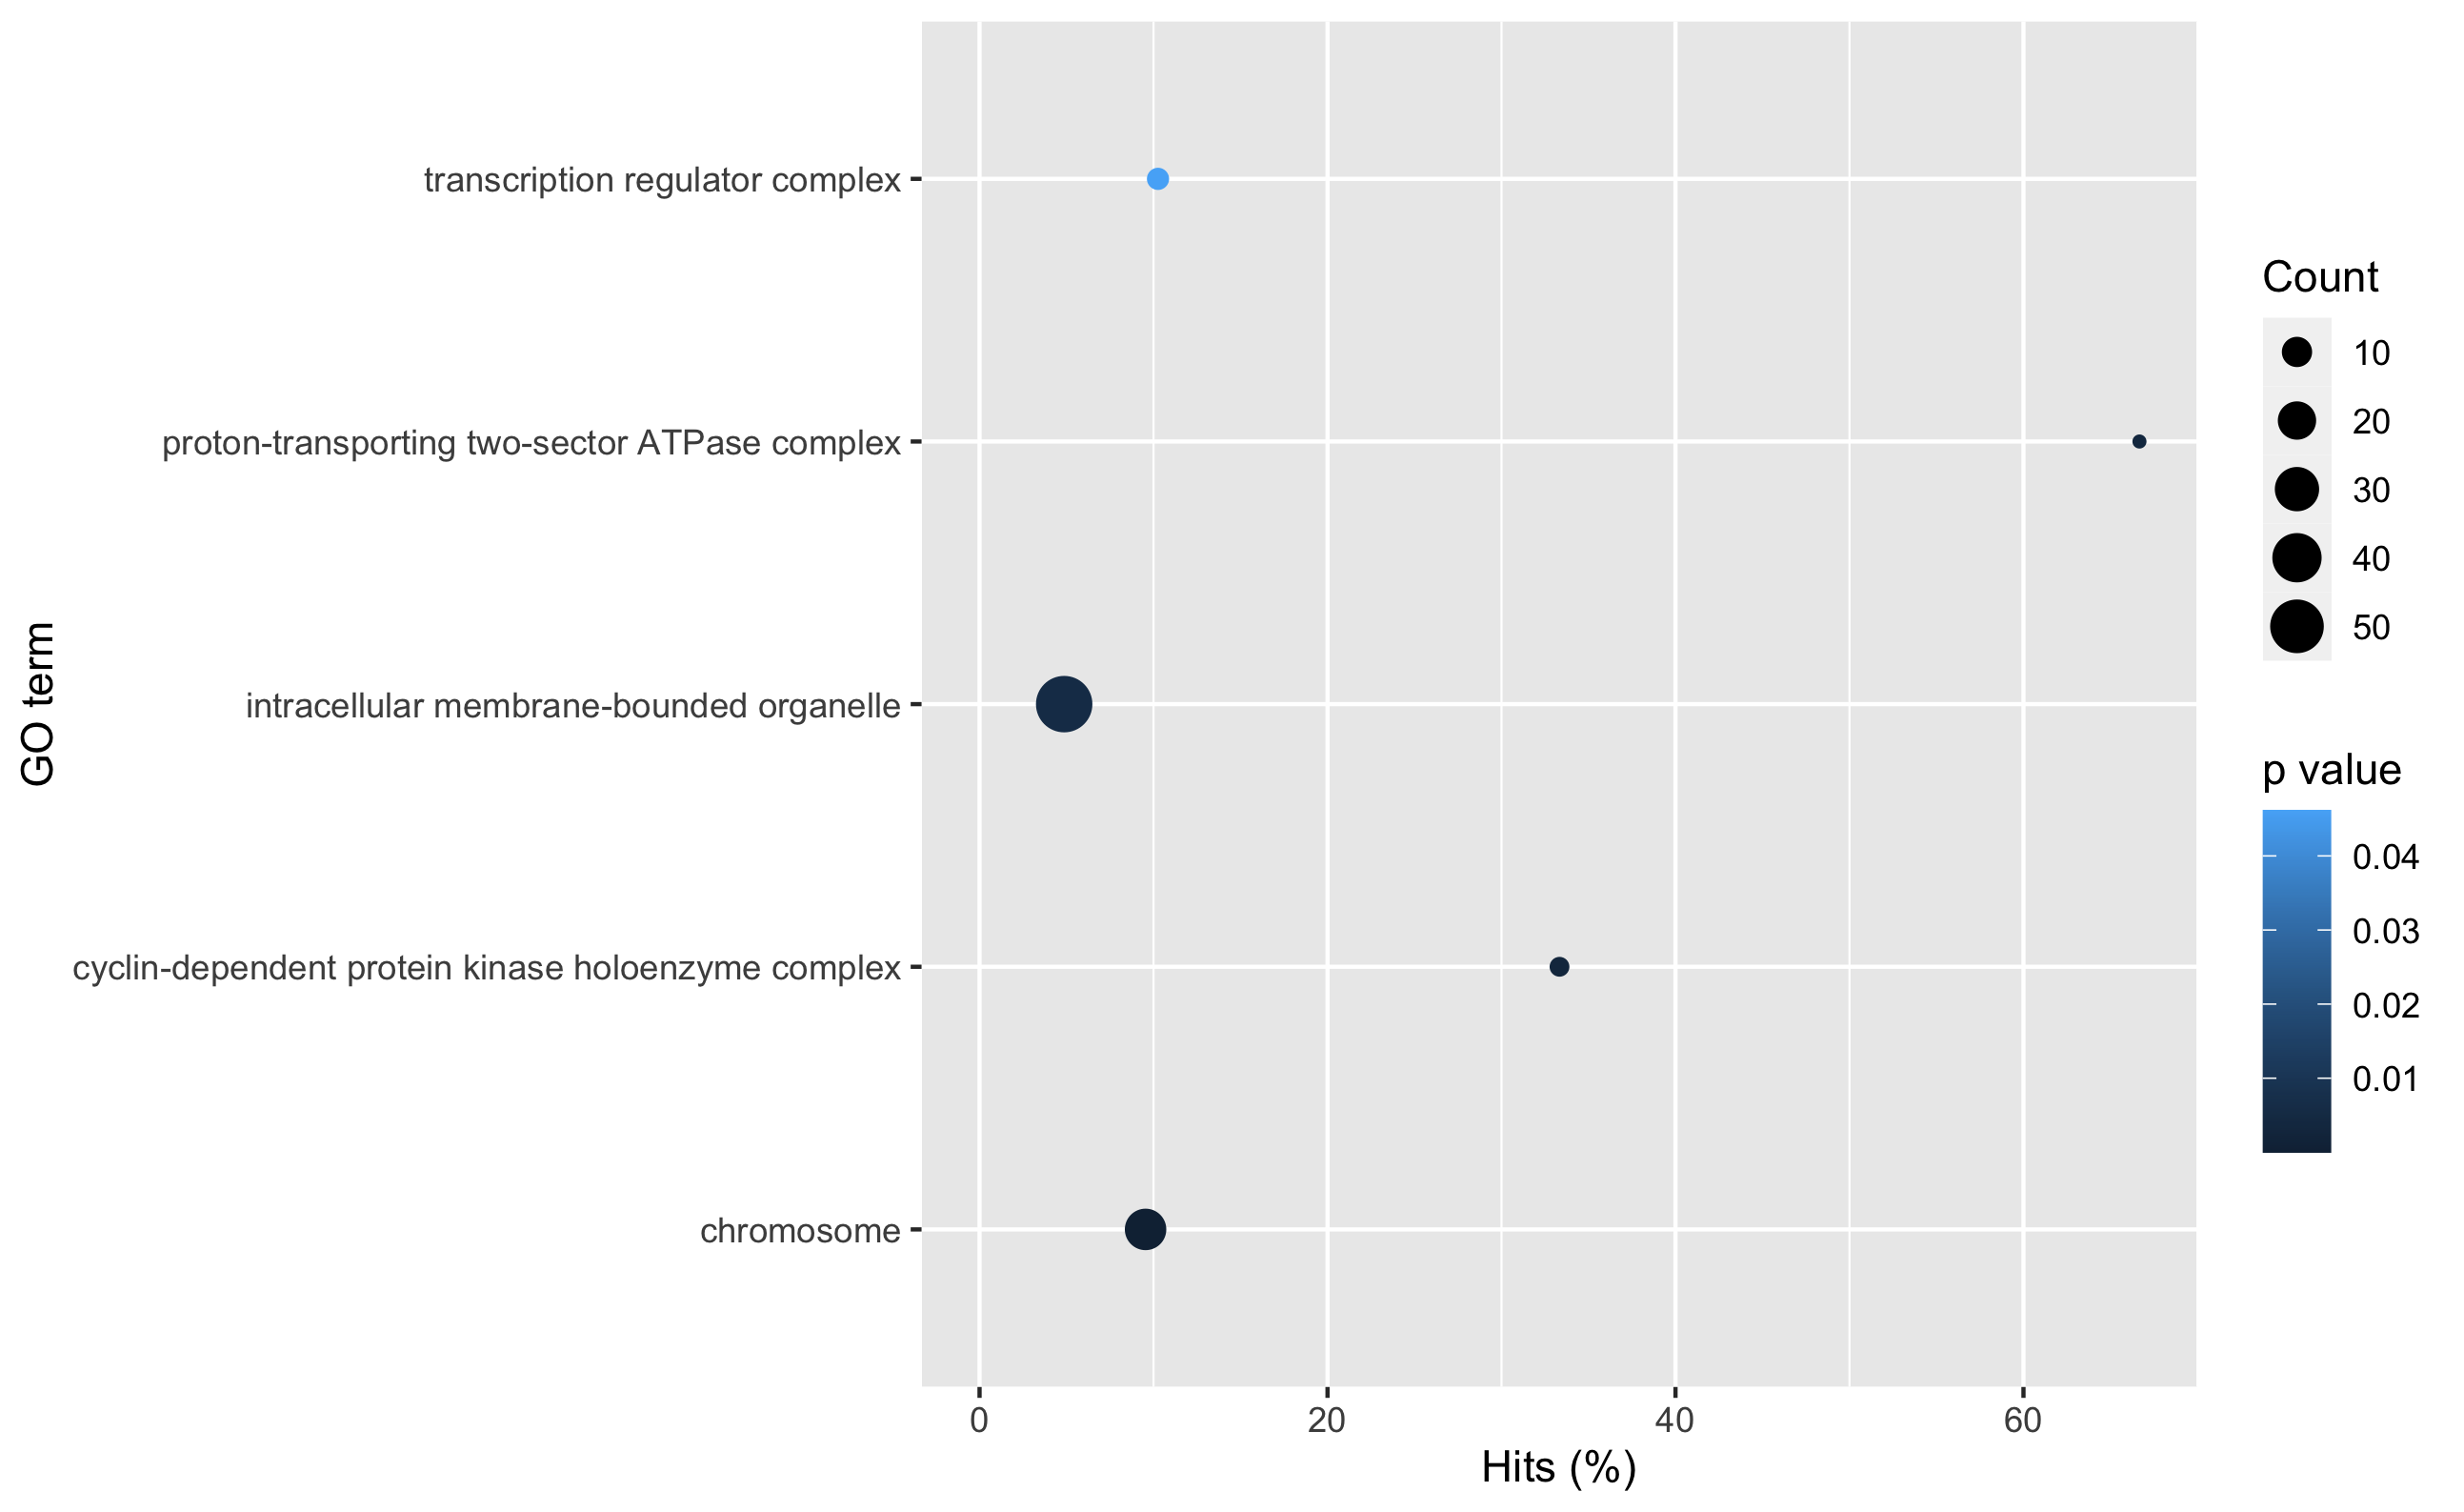 transcription regulator complex
proton-transporting two-sector ATPase complex
intracellular membrane-bounded organelle
cyclin-dependent protein kinase holoenzyme complex
chromosome
GO term
0
20
40
60
Hits (%)
Count
10
20
30
40
50
p value
0.04
0.03
0.02
0.01